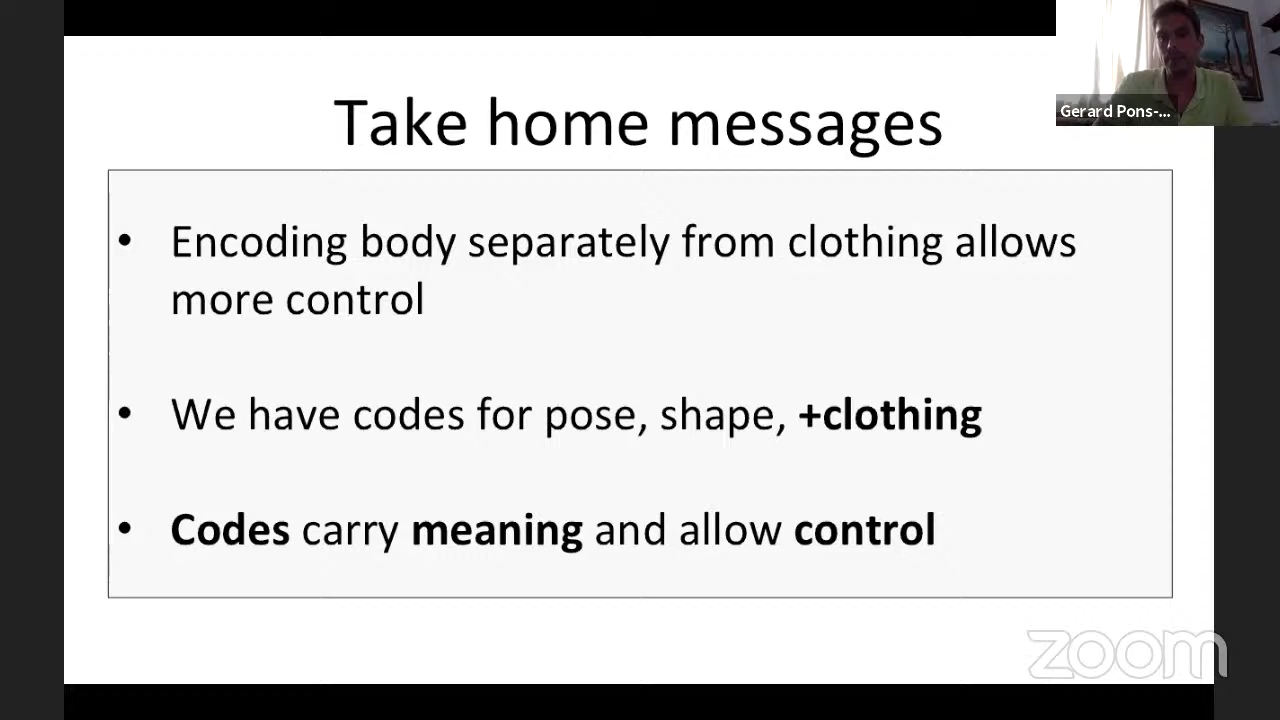 Take home messages
Gerard Pons-...
• Encoding body separately from clothing allows
more control
• We have codes for pose, shape, +clothing
• Codes carry meaning and allow control
zoom